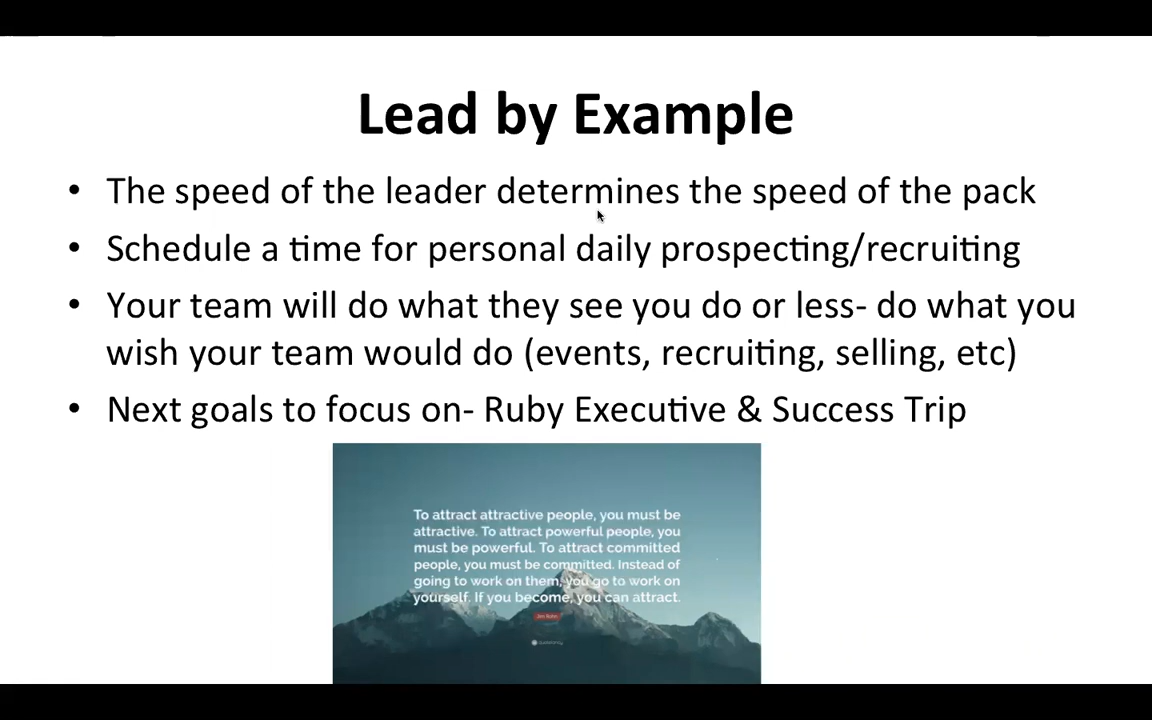 Lead by Example
• The speed of the leader determines the speed of the pack
• Schedule a time for personal daily prospecting/recruiting
• Your team will do what they see you do or less- do what you
wish your team would do (events, recruiting, selling, etc)
• Next goals to focus on- Ruby Executive & Success Trip
To attract attractive people, you must be
attractive. To attract powerful people, you
must be powerful. To attract committed
people, you must be committed. Instead of
going to work on them, you go to work on
yourself. If you become, you can attract.
Jim Rohn